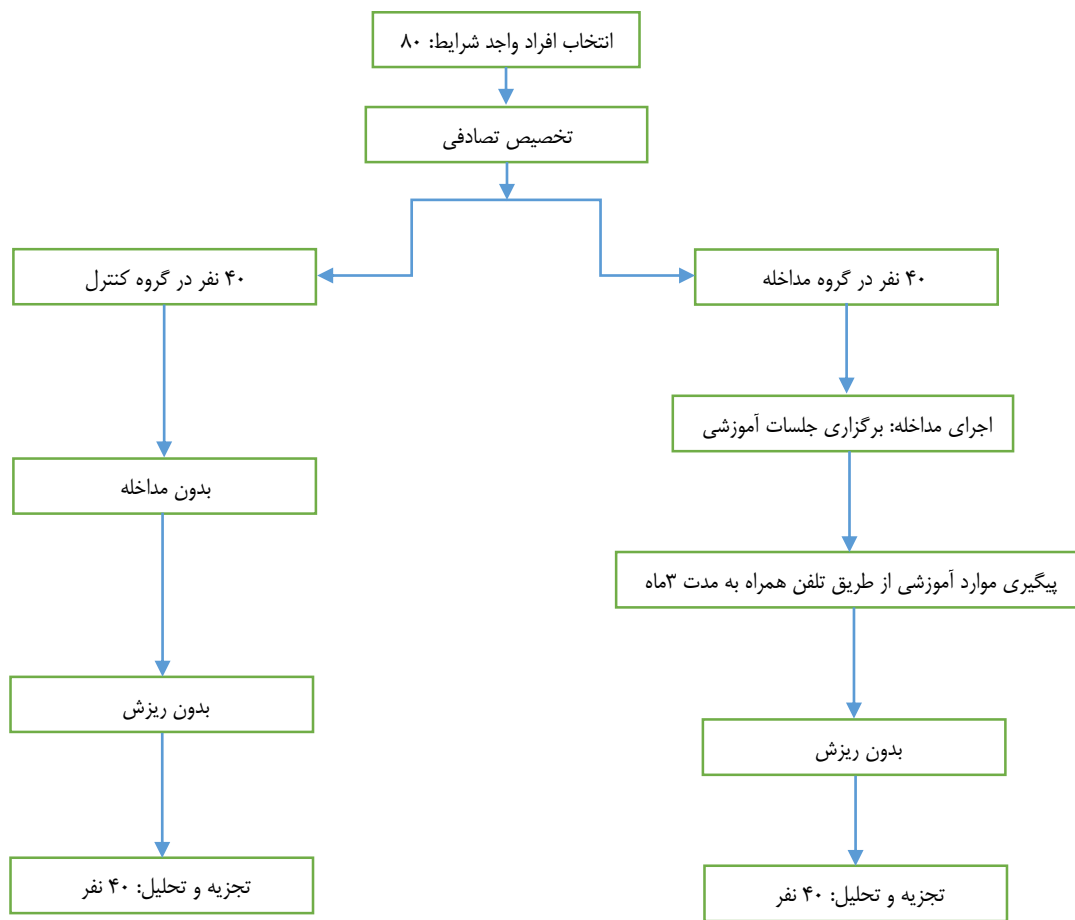 انتخاب افراد واجد شرایط: ۸۰
تخصیص تصادفی
۴۰ نفر در گروه مداخله
۴۰ نفر در گروه کنترل
اجرای مداخله: برگزاری جلسات آموزشی
بدون مداخله
پیگیری موارد آموزشی از طریق تلفن همراه به مدت ۳ماه
بدون ریزش
بدون ریزش
تجزیه و تحلیل: ۴۰ نفر
تجزیه و تحلیل: ۴۰ نفر